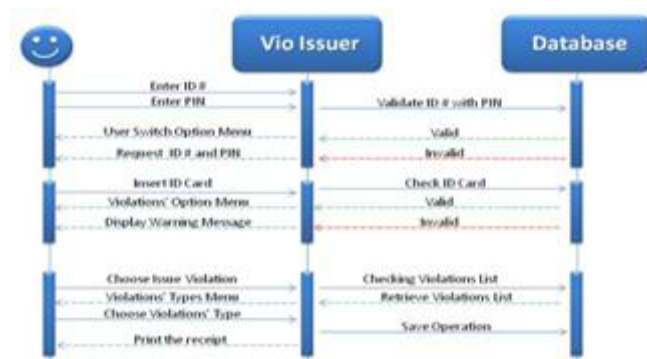 Vio Issuer
Database
Enter ID #
Enter PIN
Validate ID # with PIN
User Switch Option Menu
Valid
Request ID # and PIN
Invalid
Insert ID Card
Check ID Card
Violations' Option Menu
Valid
Display Warning Message
Invalid
Choose Issue Violation
Checking Violations List
Violations' Types Menu
Retrieve Violations List
Choose Violations' Type
Save Operation
Print the receipt